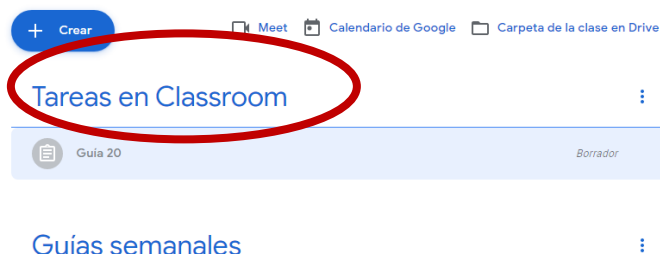 + Crear Meet Calendario de Google Carpeta de la clase en Drive
Tareas en Classroom
Guía 20 Borrador
Guías semanales